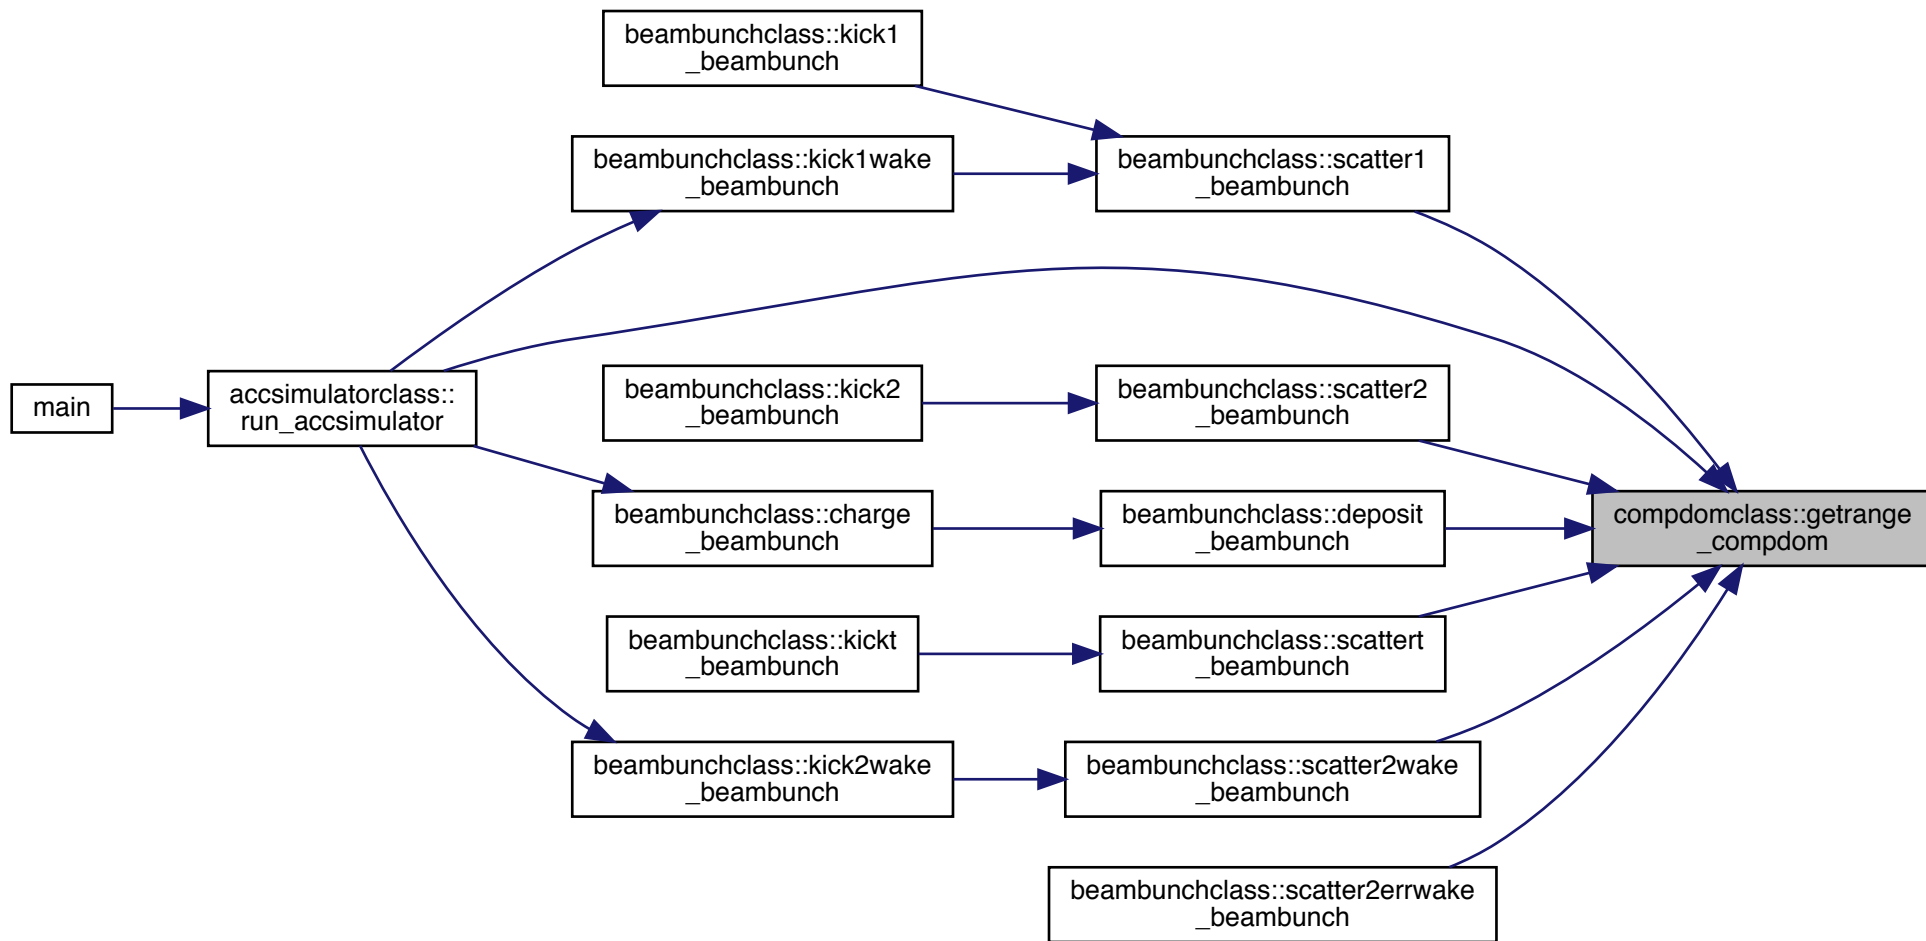 beambunchclass::kick1
_beambunch
beambunchclass::kick1wake
_beambunch
beambunchclass::scatter1
_beambunch
main
accsimulatorclass::
run_accsimulator
beambunchclass::kick2
_beambunch
beambunchclass::scatter2
_beambunch
beambunchclass::charge
_beambunch
beambunchclass::deposit
_beambunch
compdomclass::getrange
_compdom
beambunchclass::kickt
_beambunch
beambunchclass::scattert
_beambunch
beambunchclass::kick2wake
_beambunch
beambunchclass::scatter2wake
_beambunch
beambunchclass::scatter2errwake
_beambunch